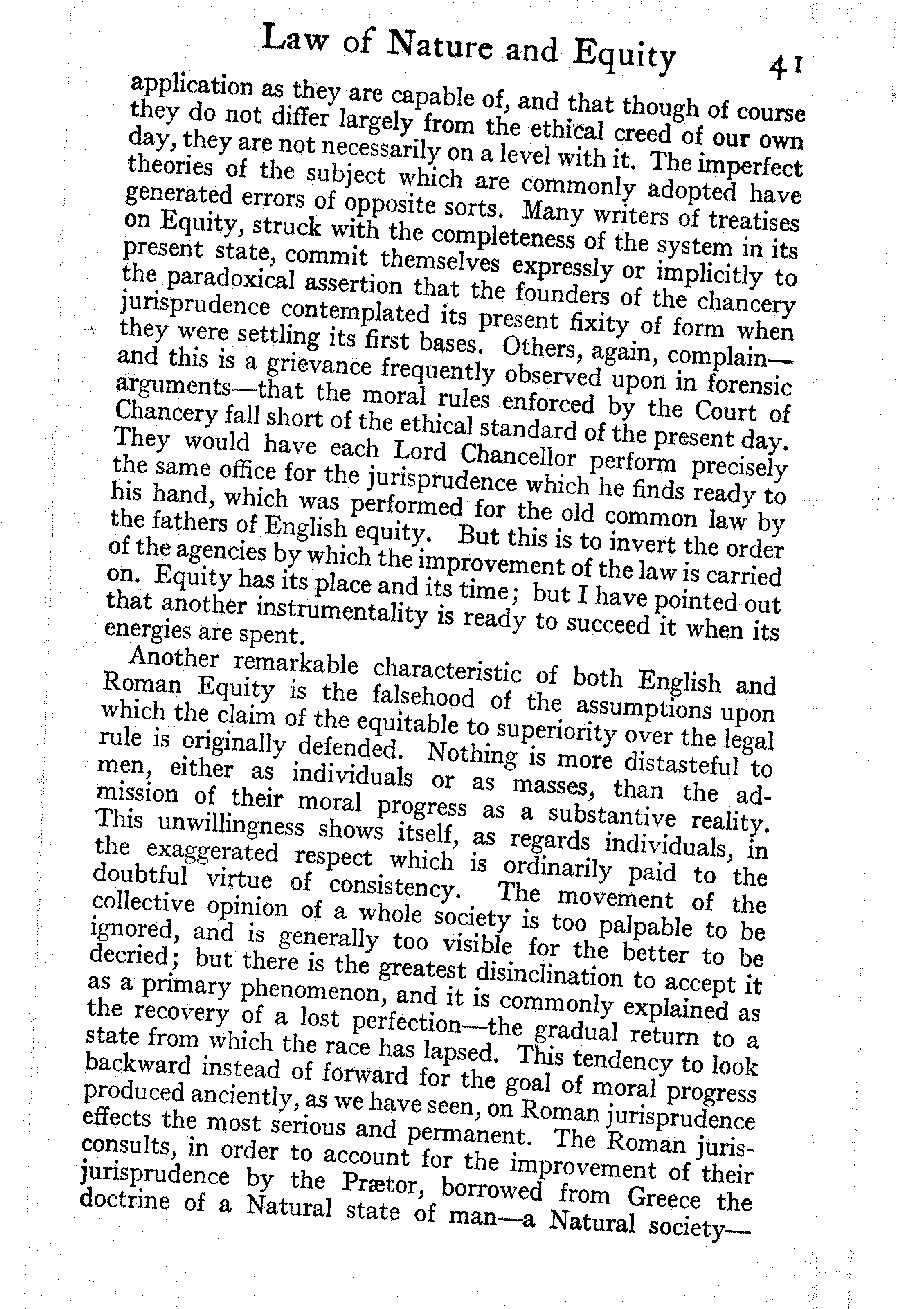 Law of Nature and Equity 41
application as they are capable of, and that though of course
they do not differ largely from the ethical creed of our own
day, they are not necessarily on a level with it. The imperfect
theories of the subject which are commonly adopted have
generated errors of opposite sorts. Many writers of treatises
on Equity, struck with the completeness of the system in its
present state, commit themselves expressly or implicitly to
the paradoxical assertion that the founders of the chancery
jurisprudence contemplated its present fixity of form when
they were settling its first bases. Others, again, complain—
and this is a grievance frequently observed upon in forensic
arguments—that the moral rules enforced by the Court of
Chancery fall short of the ethical standard of the present day.
They would have each Lord Chancellor perform precisely
the same office for the jurisprudence which he finds ready to
his hand, which was performed for the old common law by
the fathers of English equity. But this is to invert the order
of the agencies by which the improvement of the law is carried
on. Equity has its place and its time; but I have pointed out
that another instrumentality is ready to succeed it when its
energies are spent.
Another remarkable characteristic of both English and
Roman Equity is the falsehood of the assumptions upon
which the claim of the equitable to superiority over the legal
rule is originally defended. Nothing is more distasteful to
men, either as individuals or as masses, than the ad-
mission of their moral progress as a substantive reality.
This unwillingness shows itself, as regards individuals, in
the exaggerated respect which is ordinarily paid to the
doubtful virtue of consistency. The movement of the
collective opinion of a whole society is too palpable to be
ignored, and is generally too visible for the better to be
decried; but there is the greatest disinclination to accept it
as a primary phenomenon, and it is commonly explained as
the recovery of a lost perfection—the gradual return to a
state from which the race has lapsed. This tendency to look
backward instead of forward for the goal of moral progress
produced anciently, as we have seen, on Roman jurisprudence
effects the most serious and permanent. The Roman juris-
consults, in order to account for the improvement of their
jurisprudence by the Prætor, borrowed from Greece the
doctrine of a Natural state of man—a Natural society—